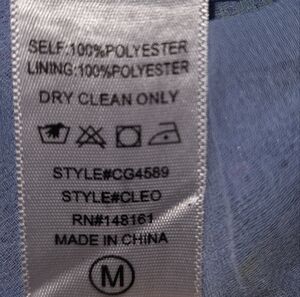 SELF:100%POLYESTER
LINING:100%POLYESTER
DRY CLEAN ONLY
STYLE#CG4589
STYLE#CLEO
RN#148161
MADE IN CHINA
M